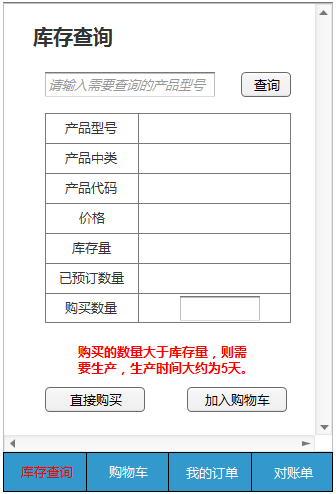 库存查询
请输入需要查询的产品型号 查询
产品型号
产品中类
产品代码
价格
库存量
已预订数量
购买数量
购买的数量大于库存量，则需
要生产，生产时间大约为5天。
直接购买 加入购物车
库存查询 购物车 我的订单 对账单